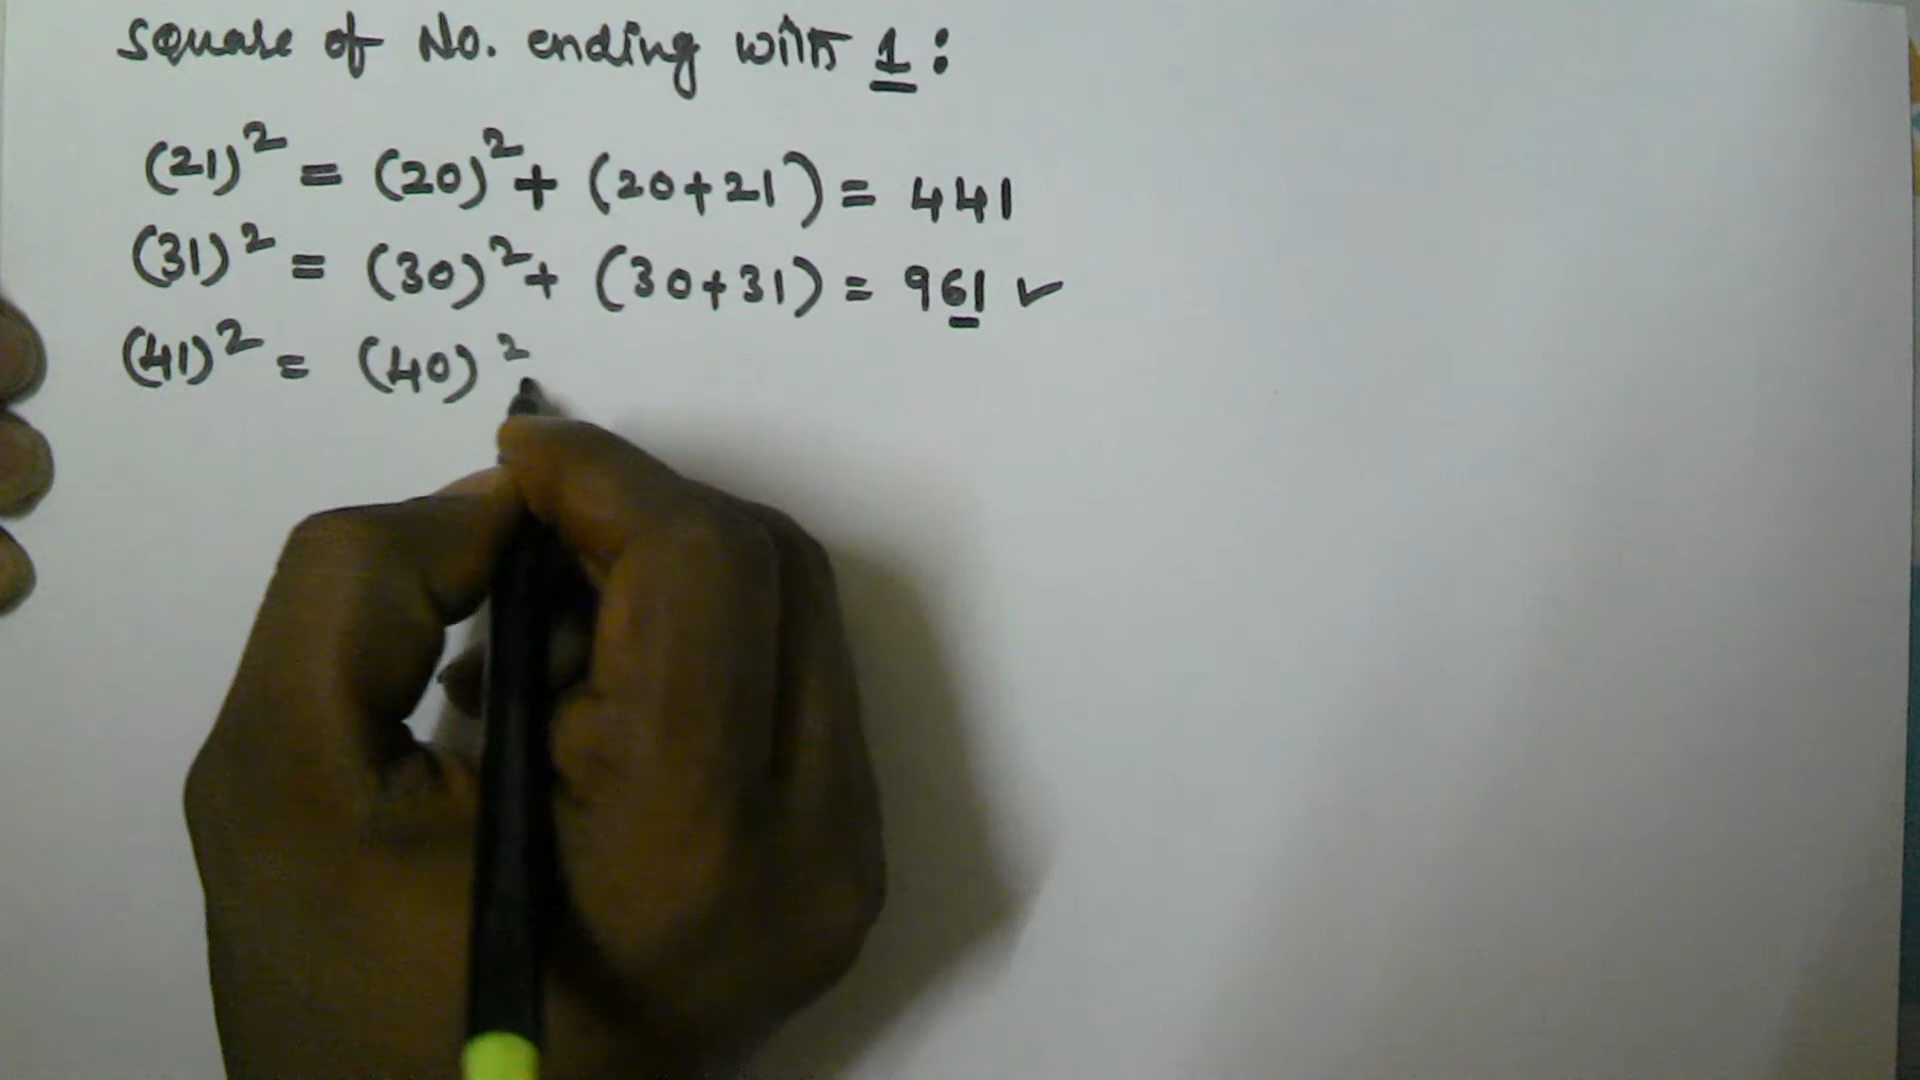 square of No. ending with 1:
(21)² = (20)² + (20+21) = 441
(31)² = (30)² + (30+31) = 961 ✓
(41)² = (40)²